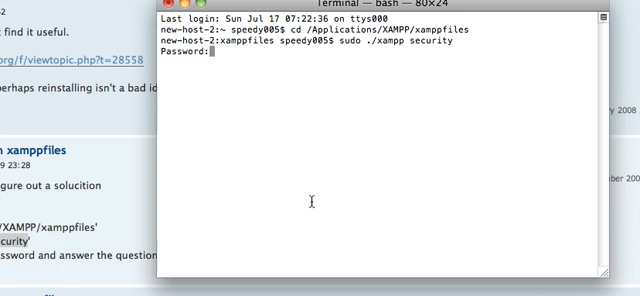 Terminal — bash — 80×24
-2
Last login: Sun Jul 17 07:22:36 on ttys000
find it useful.
new-host-2:~ speedy005$ cd /Applications/XAMPP/xamppfiles
new-host-2:xamppfiles speedy005$ sudo ./xampp security
Password:
org/f/viewtopic.php?t=28558
perhaps reinstalling isn't a bad id
y 2008
n xamppfiles
9 23:28
ber 200
gure out a solucition
/XAMPP/xamppfiles'
curity'
ssword and answer the question